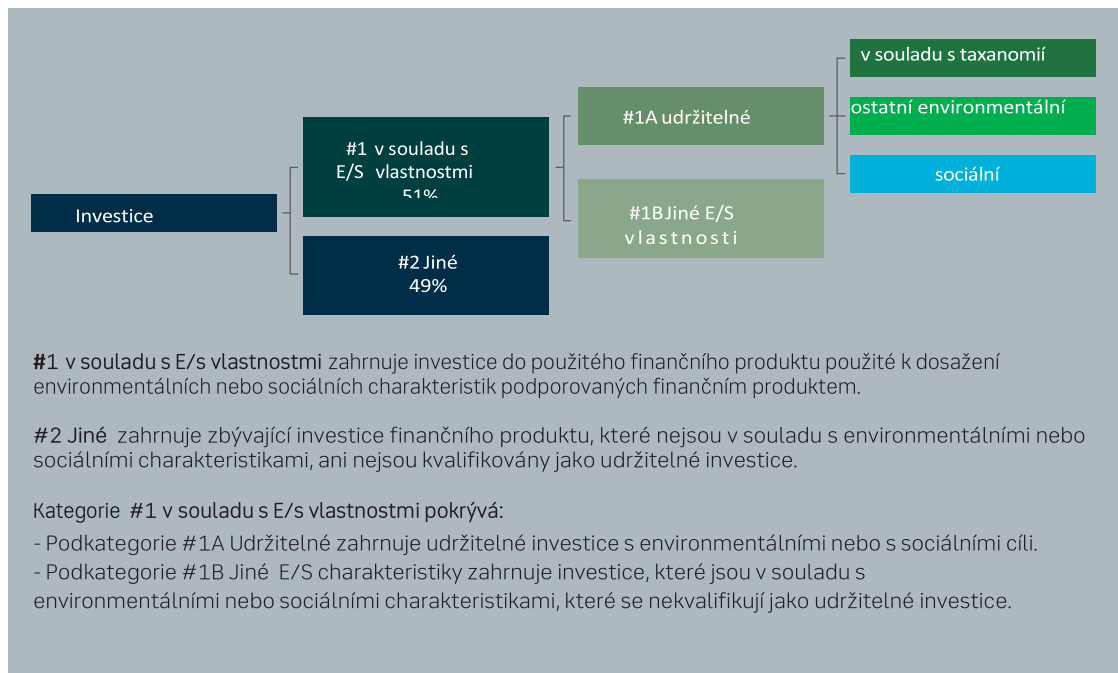 Investice
#1 v souladu s
E/S vlastnostmi
51%
#2 Jiné
49%
#1A udržitelné
#1B Jiné E/S
vlastnosti
v souladu s taxanomií
ostatní environmentální
sociální
#1 v souladu s E/s vlastnostmi zahrnuje investice do použitého finančního produktu použité k dosažení
environmentálních nebo sociálních charakteristik podporovaných finančním produktem.
#2 Jiné zahrnuje zbývající investice finančního produktu, které nejsou v souladu s environmentálními nebo
sociálními charakteristikami, ani nejsou kvalifikovány jako udržitelné investice.
Kategorie #1 v souladu s E/s vlastnostmi pokrývá:
- Podkategorie #1A Udržitelné zahrnuje udržitelné investice s environmentálními nebo s sociálními cíli.
- Podkategorie #1B Jiné E/S charakteristiky zahrnuje investice, které jsou v souladu s
environmentálními nebo sociálními charakteristikami, které se nekvalifikují jako udržitelné investice.